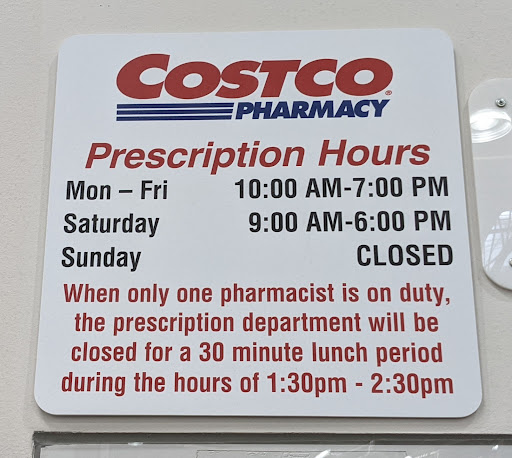 COSTCO
PHARMACY
Prescription Hours
Mon – Fri 10:00 AM-7:00 PM
Saturday 9:00 AM-6:00 PM
Sunday CLOSED
When only one pharmacist is on duty,
the prescription department will be
closed for a 30 minute lunch period
during the hours of 1:30pm - 2:30pm